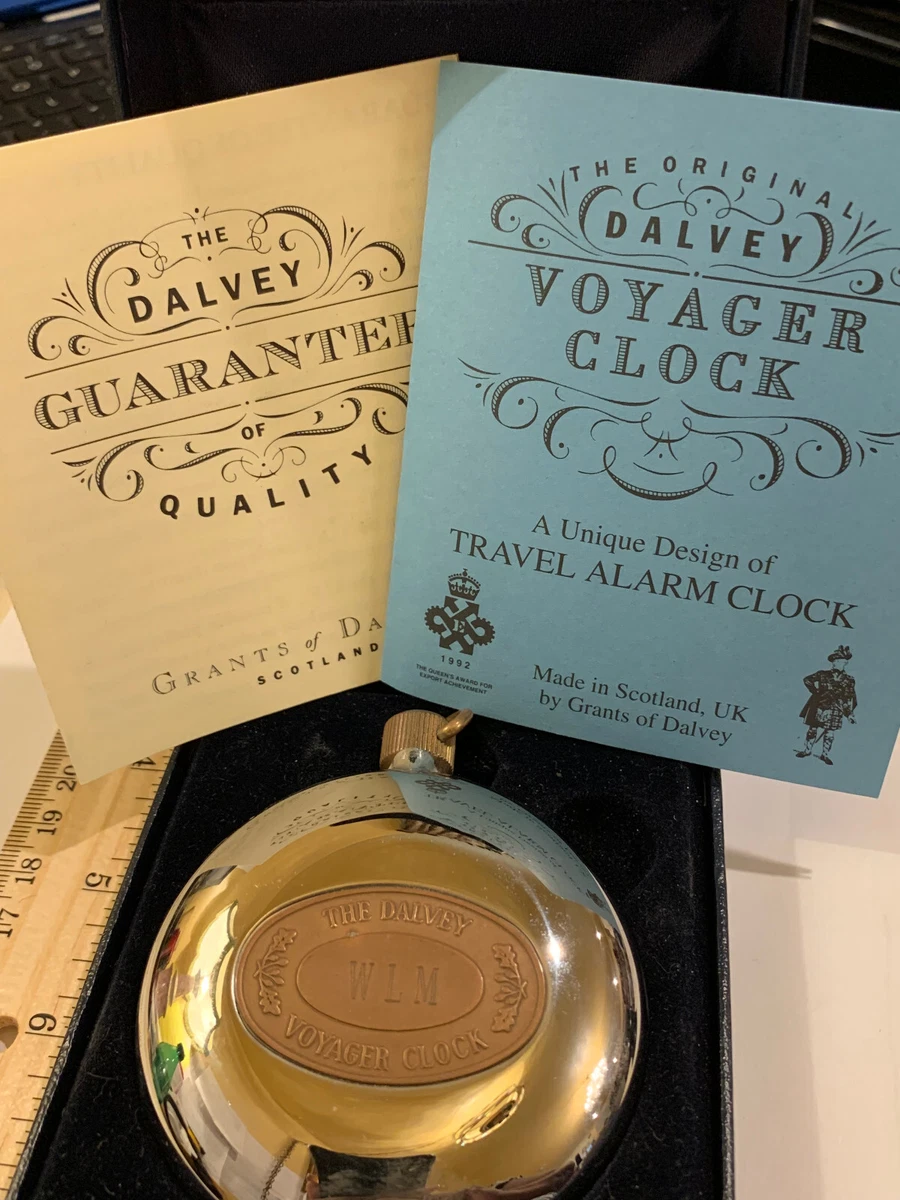 THE
DALVEY
GUARANTEE
OF
QUALITY
GRANTS of DA
SCOTLAND
THE ORIGINAL
DALVEY
VOYAGER
CLOCK
A Unique Design of
TRAVEL ALARM CLOCK
E
1992
THE QUEEN'S AWARD FOR
EXPORT ACHIEVEMENT
Made in Scotland, UK
by Grants of Dalvey
THE DALVEY
WLM
VOYAGER CLOCK
20
19
18
17
4
5
6